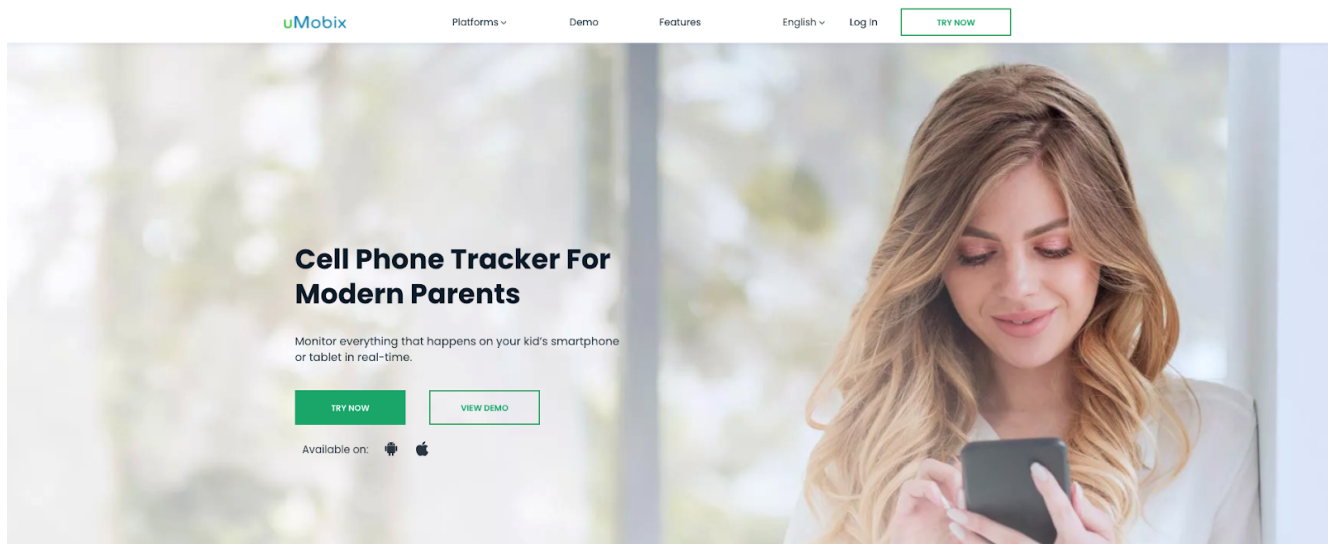 uMobix
Platforms
Demo
Features
English
Log In
TRY NOW
Cell Phone Tracker For
Modern Parents
Monitor everything that happens on your kid's smartphone
or tablet in real-time.
TRY NOW
VIEW DEMO
Available on: